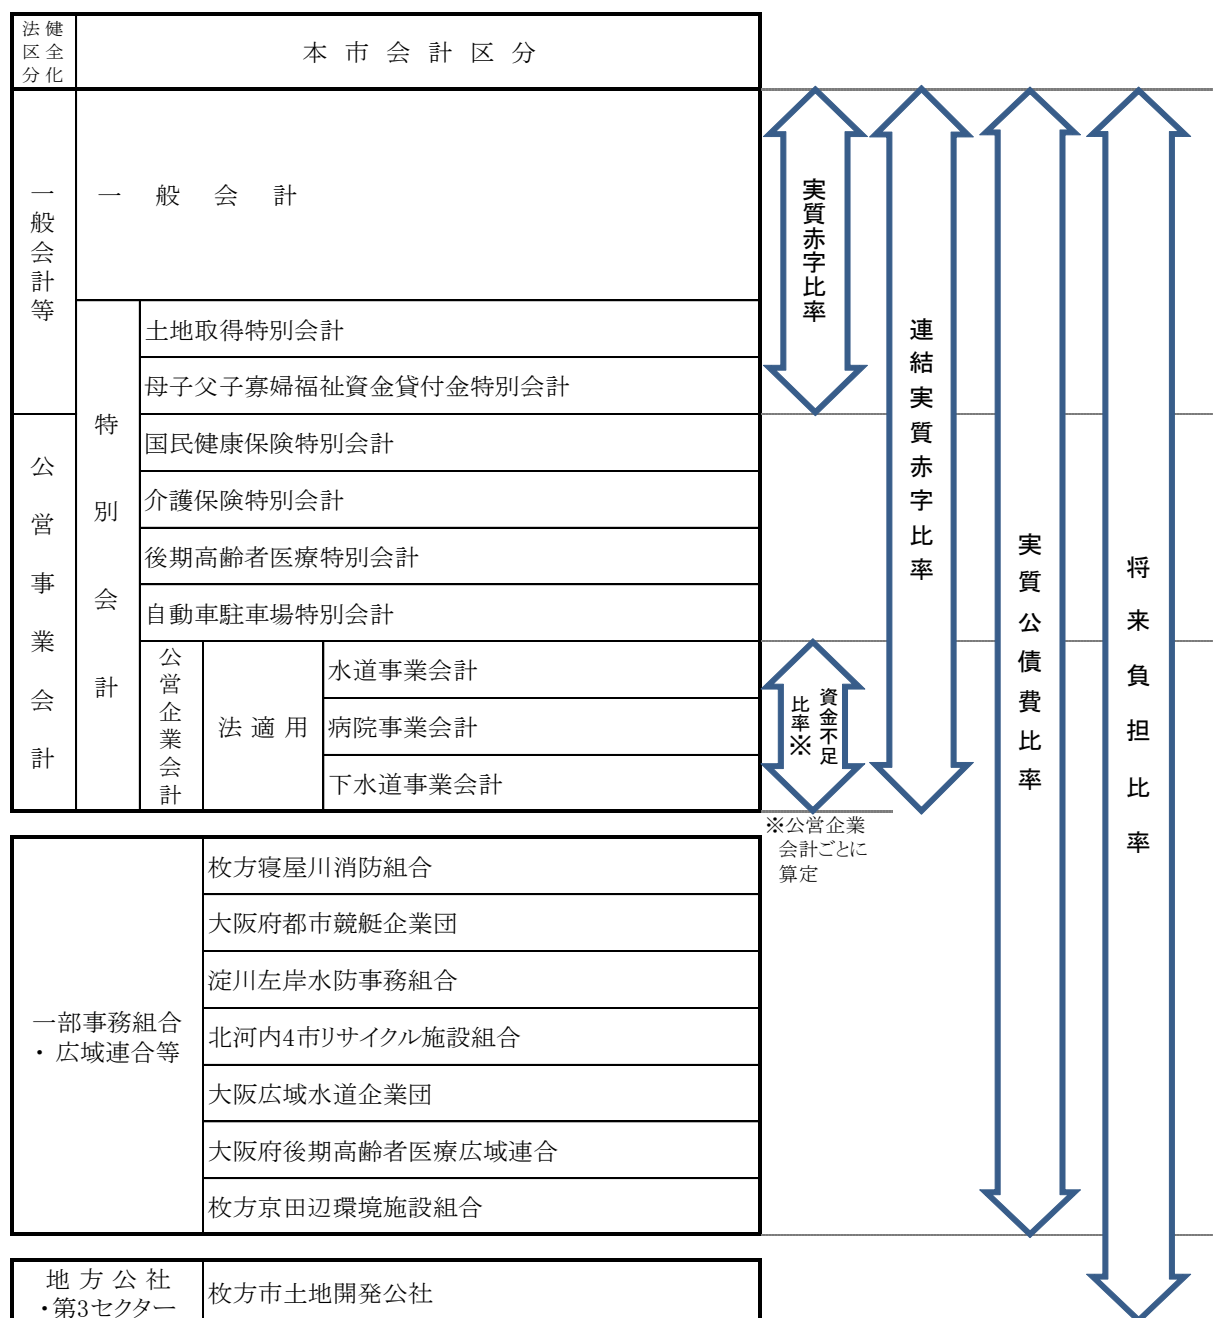 健全化
法区分
本市会計区分
一般会計等
一般会計
特別会計
土地取得特別会計
母子父子寡婦福祉資金貸付金特別会計
公営事業会計
国民健康保険特別会計
介護保険特別会計
後期高齢者医療特別会計
自動車駐車場特別会計
公営企業会計
法適用
水道事業会計
病院事業会計
下水道事業会計
実質赤字比率
連結実質赤字比率
実質公債費比率
将来負担比率
資金不足
比率※
※公営企業
会計ごとに
算定
一部事務組合
・広域連合等
枚方寝屋川消防組合
大阪府都市競艇企業団
淀川左岸水防事務組合
北河内4市リサイクル施設組合
大阪広域水道企業団
大阪府後期高齢者医療広域連合
枚方京田辺環境施設組合
地方公社
・第3セクター
枚方市土地開発公社